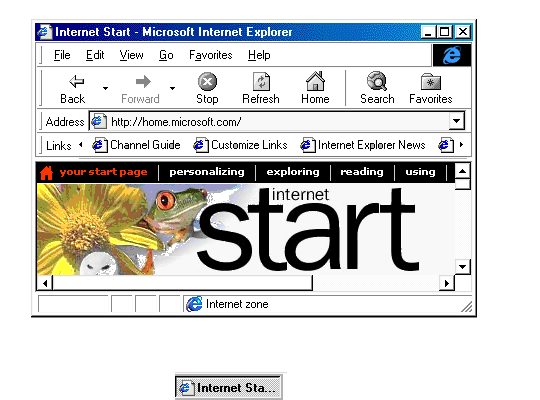 Internet Start - Microsoft Internet Explorer
File Edit View Go Favorites Help
Back Forward Stop Refresh Home Search Favorites
Address http://home.microsoft.com/
Links Channel Guide Customize Links Internet Explorer News
your start page personalizing exploring reading using
internet
start
Internet zone
Internet Sta...